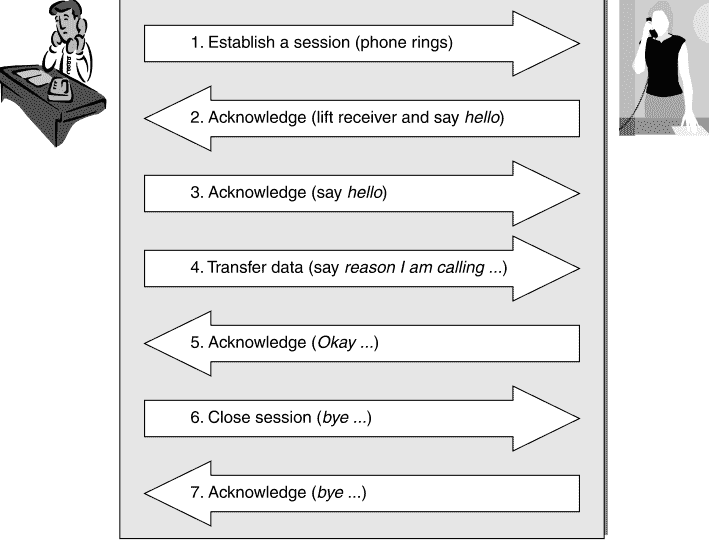 1. Establish a session (phone rings)
2. Acknowledge (lift receiver and say hello)
3. Acknowledge (say hello)
4. Transfer data (say reason I am calling ...)
5. Acknowledge (Okay ...)
6. Close session (bye ...)
7. Acknowledge (bye ...)